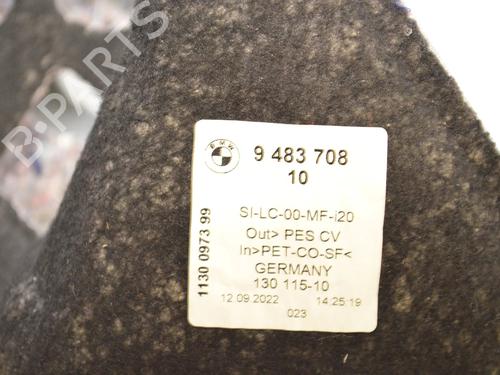 B-PARTS
BMW
9 483 708
10
SI-LC-00-MF-I20
Out> PES CV
In>PET-CO-SF<
GERMANY
130 115-10
12.09.2022 14:25:19
023
1130 0973 99